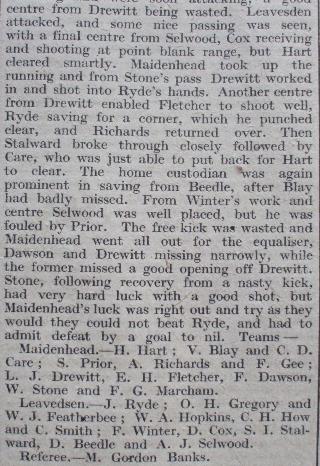 centre from Drewitt being wasted. Leavesden
attacked, and some nice passing was seen,
with a final centre from Selwood, Cox receiving
and shooting at point blank range, but Hart
cleared smartly. Maidenhead took up the
running and from Stone's pass Drewitt worked
in and shot into Ryde's hands. Another centre
from Drewitt enabled Fletcher to shoot well,
Ryde saving for a corner, which he punched
clear, and Richards returned over. Then
Stalward broke through closely followed by
Care, who was just able to put back for Hart
to clear. The home custodian was again
prominent in saving from Beedle, after Blay
had badly missed. From Winter's work and
centre Selwood was well placed, but he was
fouled by Prior. The free kick was wasted and
Maidenhead went all out for the equaliser,
Dawson and Drewitt missing narrowly, while
the former missed a good opening off Drewitt.
Stone, following recovery from a nasty kick,
had very hard luck with a good shot, but
Maidenhead's luck was right out and try as they
would they could not beat Ryde, and had to
admit defeat by a goal to nil. Teams—
Maidenhead.—H. Hart; V. Blay and C. D.
Care; S. Prior, A. Richards and F. Gee;
L. J. Drewitt, E. H. Fletcher, F. Dawson,
W. Stone and F. G. Marcham.
Leavedsen.—J. Ryde; O. H. Gregory and
W. J. Featherbee; W. A. Hopkins, C. H. How
and C. Smith; F. Winter, D. Cox, S. I. Stal-
ward, D. Beedle and A. J. Selwood.
Referee.—M. Gordon Banks.